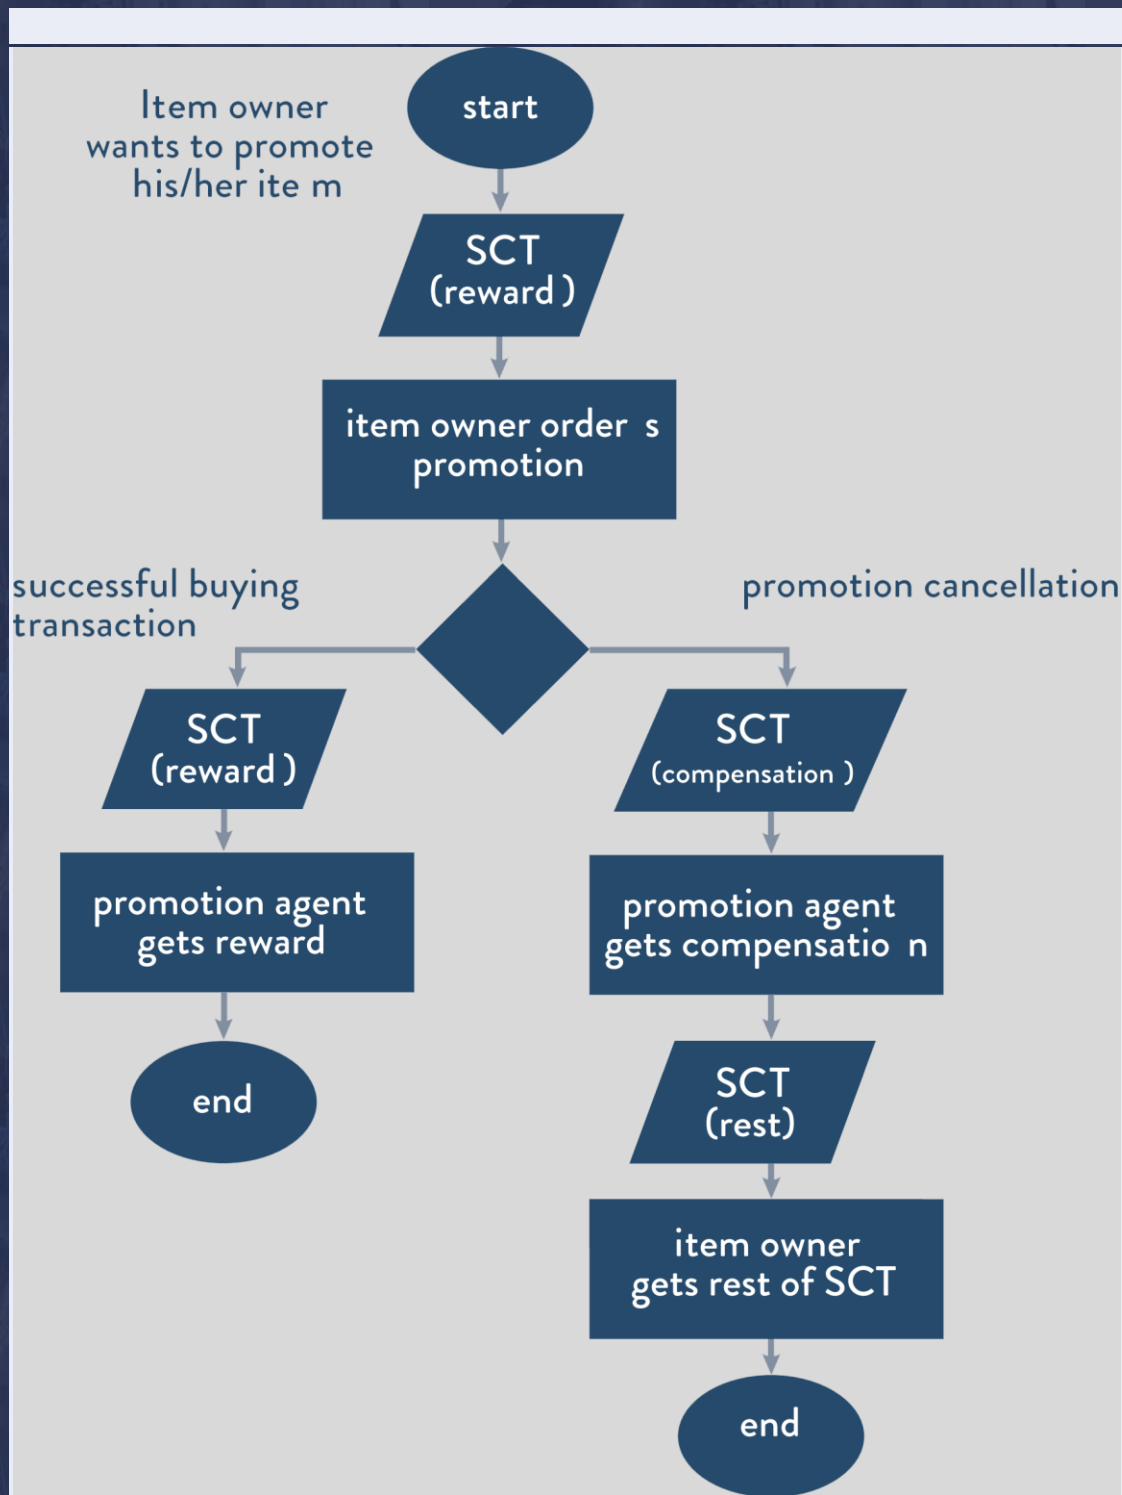 Item owner
wants to promote
his/her ite m
start
SCT
(reward )
item owner order s
promotion
successful buying
transaction
promotion cancellation
SCT
(reward )
SCT
(compensation )
promotion agent
gets reward
promotion agent
gets compensatio n
end
SCT
(rest)
item owner
gets rest of SCT
end